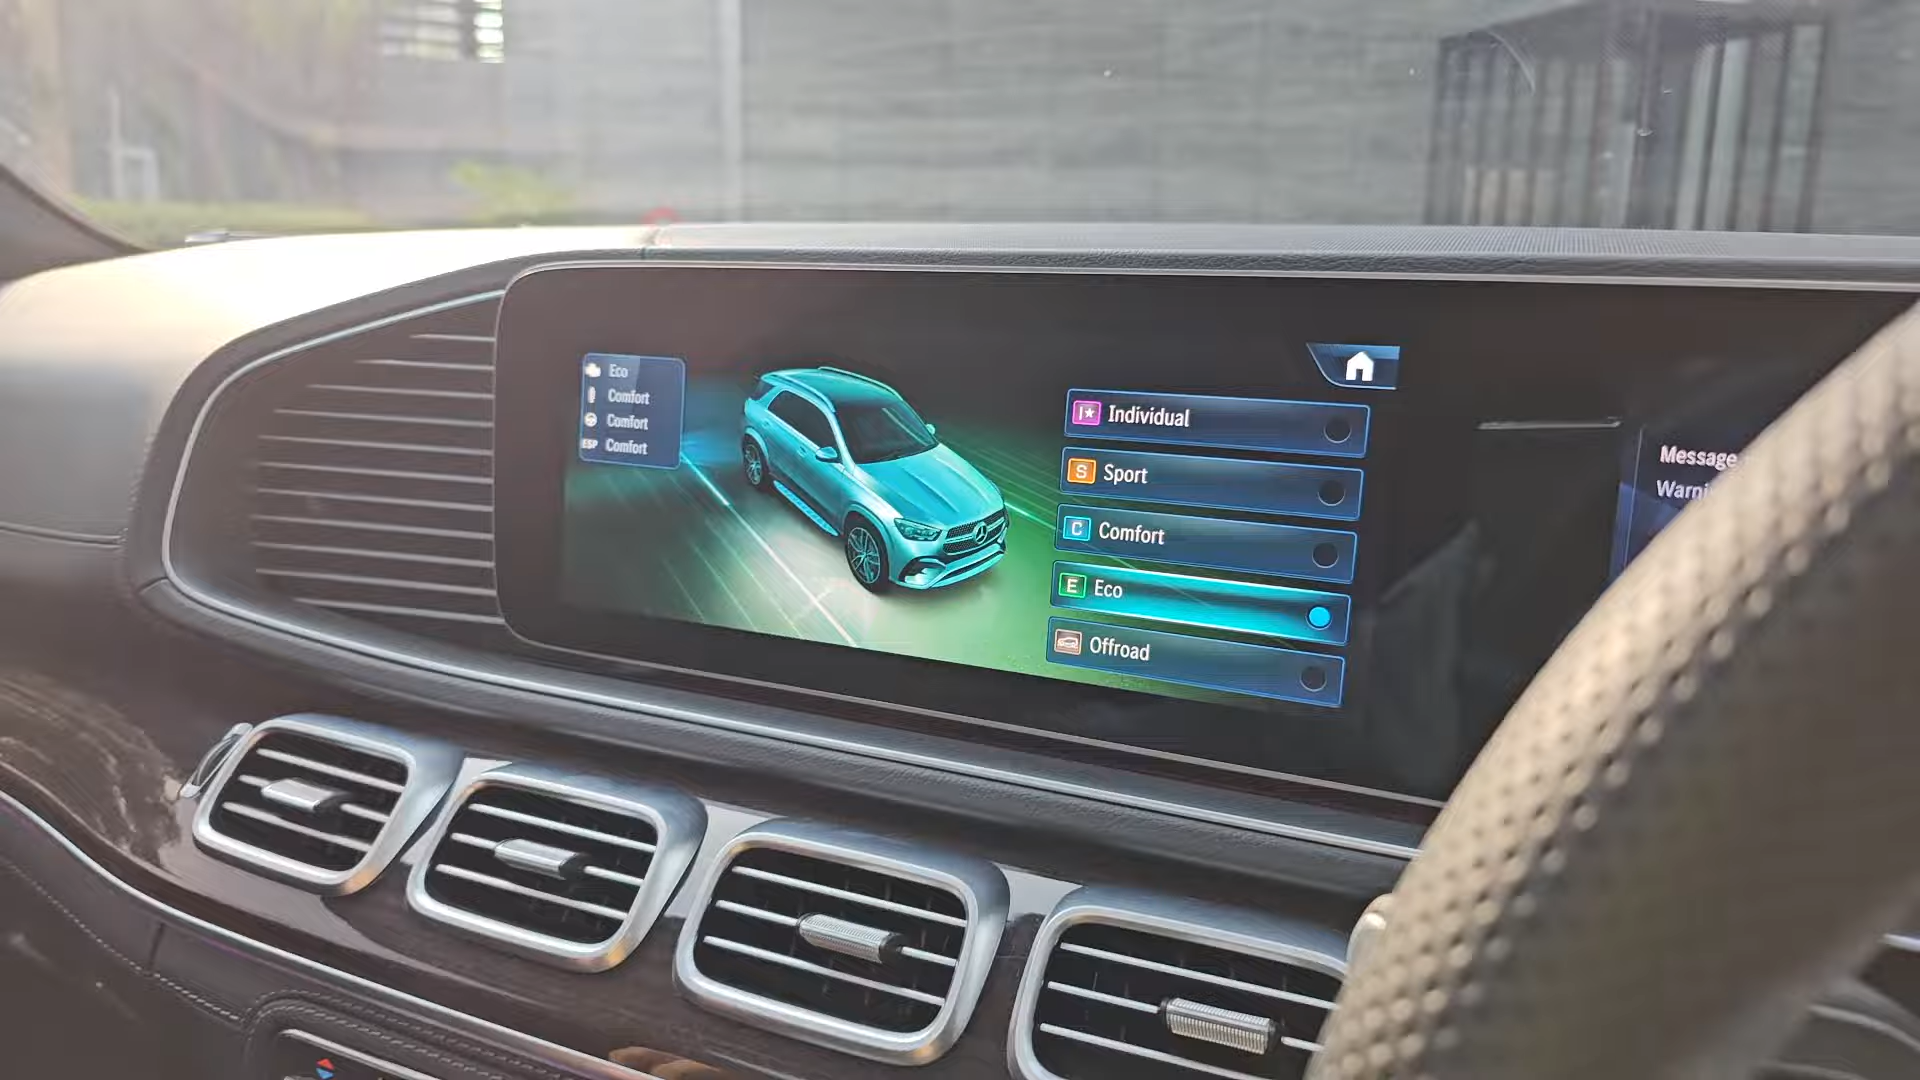 Eco
Comfort
Comfort
ESP Comfort
I★ Individual
S Sport
C Comfort
E Eco
Offroad
Message